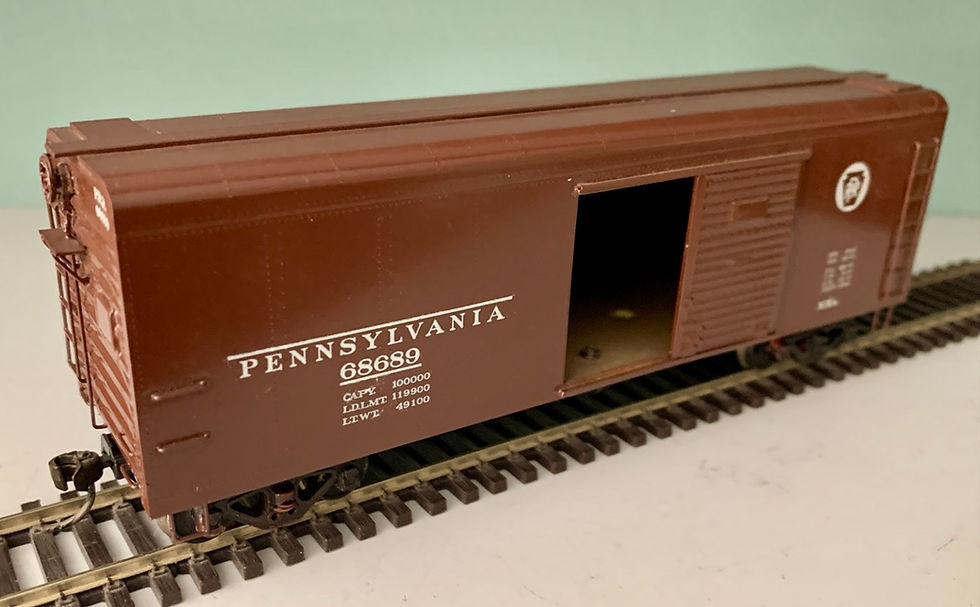 PENNSYLVANIA
68689
CAPY. 100000
LD.LMT. 119900
LT.WT. 49100